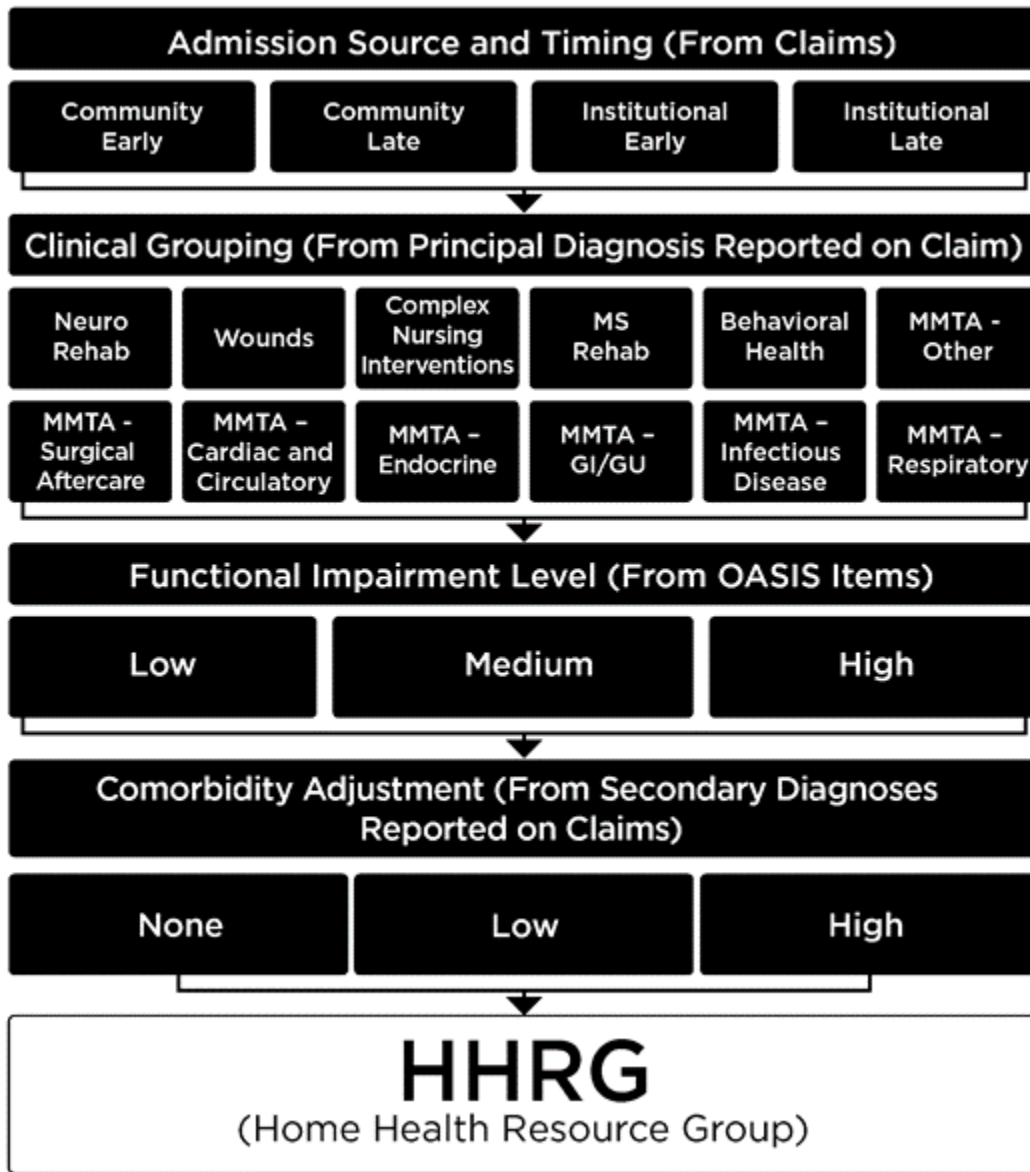 Admission Source and Timing (From Claims)
Community
Early
Community
Late
Institutional
Early
Institutional
Late
Clinical Grouping (From Principal Diagnosis Reported on Claim)
Neuro
Rehab
Wounds
Complex
Nursing
Interventions
MS
Rehab
Behavioral
Health
MMTA -
Other
MMTA -
Surgical
Aftercare
MMTA –
Cardiac and
Circulatory
MMTA –
Endocrine
MMTA –
GI/GU
MMTA –
Infectious
Disease
MMTA –
Respiratory
Functional Impairment Level (From OASIS Items)
Low
Medium
High
Comorbidity Adjustment (From Secondary Diagnoses
Reported on Claims)
None
Low
High
HHRG
(Home Health Resource Group)